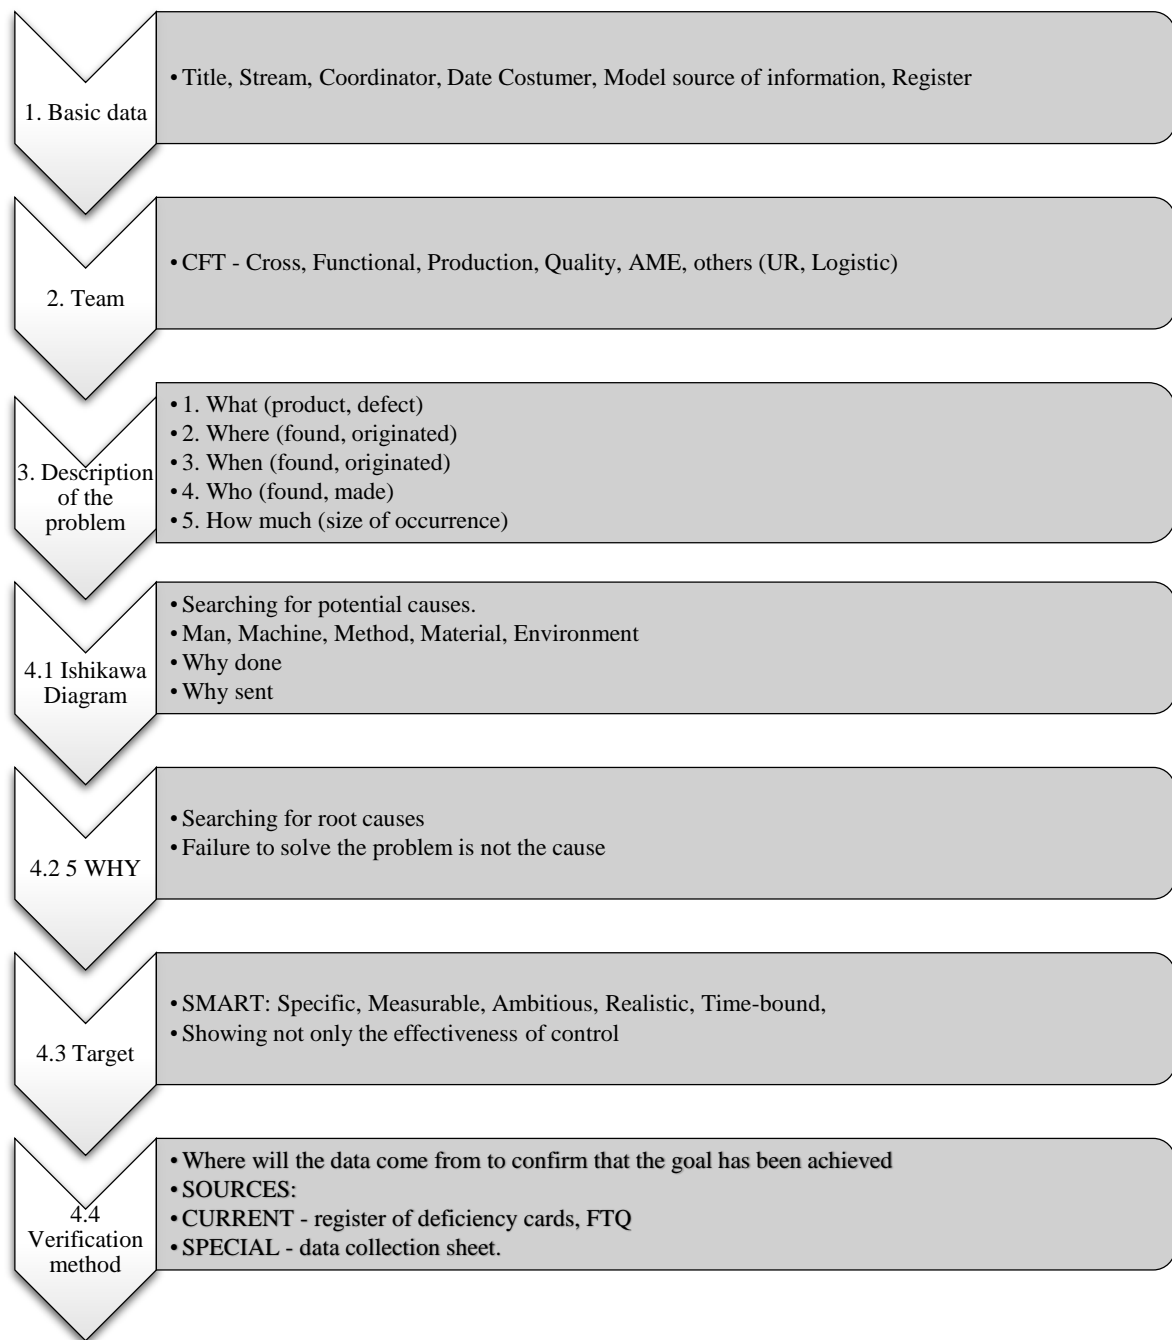 1. Basic data
• Title, Stream, Coordinator, Date Costumer, Model source of information, Register
2. Team
• CFT - Cross, Functional, Production, Quality, AME, others (UR, Logistic)
3. Description
of the
problem
• 1. What (product, defect)
• 2. Where (found, originated)
• 3. When (found, originated)
• 4. Who (found, made)
• 5. How much (size of occurrence)
4.1 Ishikawa
Diagram
• Searching for potential causes.
• Man, Machine, Method, Material, Environment
• Why done
• Why sent
4.2 5 WHY
• Searching for root causes
• Failure to solve the problem is not the cause
4.3 Target
• SMART: Specific, Measurable, Ambitious, Realistic, Time-bound,
• Showing not only the effectiveness of control
4.4
Verification
method
• Where will the data come from to confirm that the goal has been achieved
• SOURCES:
• CURRENT - register of deficiency cards, FTQ
• SPECIAL - data collection sheet.